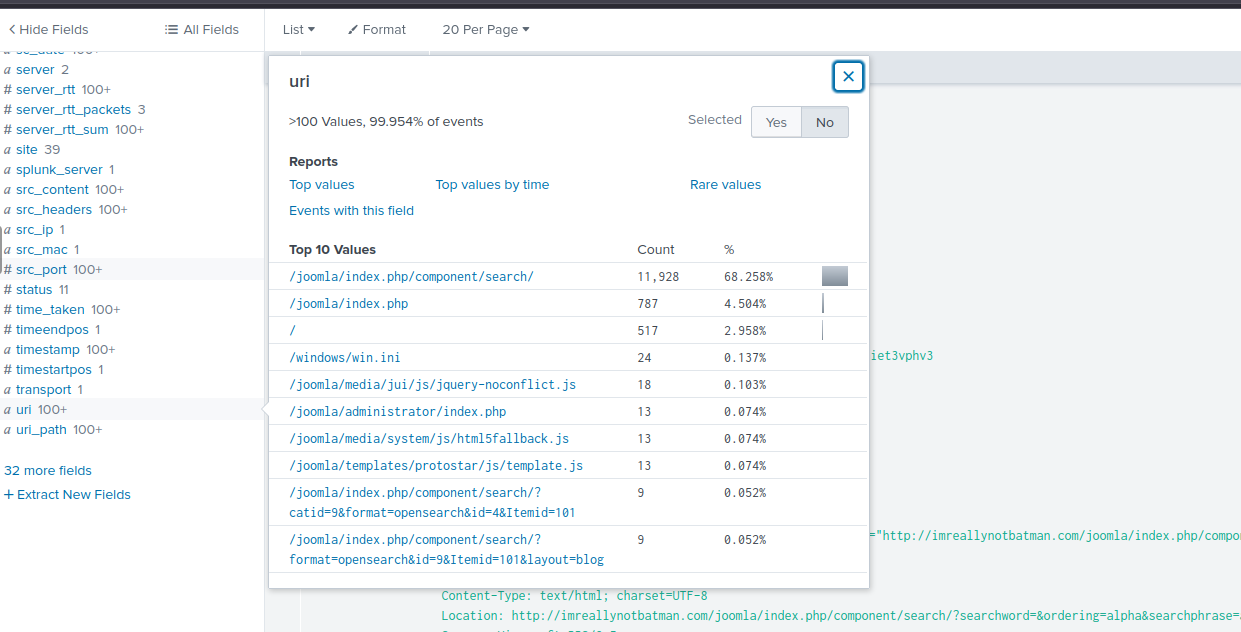 Hide Fields
All Fields
List
Format
20 Per Page
a server 2
# server_rtt 100+
# server_rtt_packets 3
# server_rtt_sum 100+
a site 39
a splunk_server 1
a src_content 100+
a src_headers 100+
a src_ip 1
a src_mac 1
# src_port 100+
# status 11
# time_taken 100+
# timeendpos 1
a timestamp 100+
# timestartpos 1
a transport 1
a uri 100+
a uri_path 100+
32 more fields
+ Extract New Fields
uri
>100 Values, 99.954% of events
Selected Yes No
Reports
Top values Top values by time Rare values
Events with this field
Top 10 Values Count %
/joomla/index.php/component/search/ 11,928 68.258%
/joomla/index.php 787 4.504%
/ 517 2.958%
/windows/win.ini 24 0.137%
/joomla/media/jui/js/jquery-noconflict.js 18 0.103%
/joomla/administrator/index.php 13 0.074%
/joomla/media/system/js/html5fallback.js 13 0.074%
/joomla/templates/protostar/js/template.js 13 0.074%
/joomla/index.php/component/search/? 9 0.052%
catid=9&format=opensearch&id=4&Itemid=101
/joomla/index.php/component/search/? 9 0.052%
format=opensearch&id=9&Itemid=101&layout=blog
iet3vphv3
="http://imreallynotbatman.com/joomla/index.php/compo
Content-Type: text/html; charset=UTF-8
Location: http://imreallynotbatman.com/joomla/index.php/component/search/?searchword=&ordering=alpha&searchphrase=